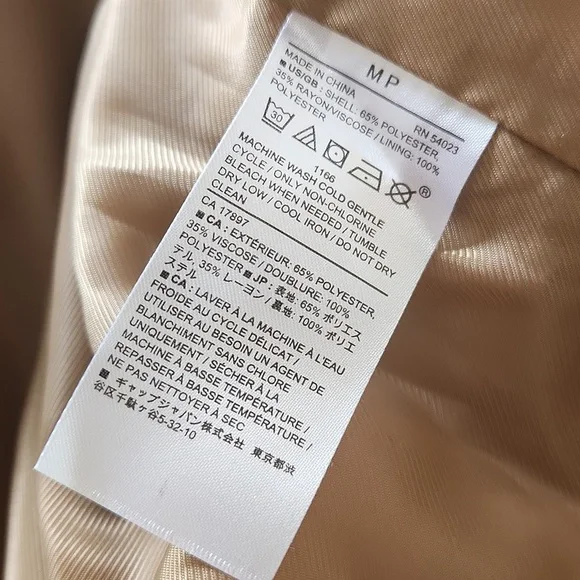 MP
MADE IN CHINA RN 54023
■ US/GB : SHELL: 65% POLYESTER,
35% RAYON/VISCOSE / LINING: 100%
POLYESTER
30 ®
1166
MACHINE WASH COLD GENTLE
CYCLE / ONLY NON-CHLORINE
BLEACH WHEN NEEDED / TUMBLE
DRY LOW / COOL IRON / DO NOT DRY
CLEAN
CA 17897
■ CA : EXTÉRIEUR: 65% POLYESTER,
35% VISCOSE / DOUBLURE: 100%
POLYESTER ■ JP : 表地: 65% ポリエス
テル, 35% レーヨン / 裏地: 100% ポリエ
ステル
■ CA : LAVER À LA MACHINE À L'EAU
FROIDE AU CYCLE DÉLICAT /
UTILISER AU BESOIN UN AGENT DE
BLANCHIMENT SANS CHLORE
UNIQUEMENT / SÉCHER À LA
MACHINE À BASSE TEMPÉRATURE /
REPASSER À BASSE TEMPÉRATURE /
NE PAS NETTOYER À SEC
■ ギャップジャパン株式会社 東京都渋
谷区千駄ヶ谷5-32-10